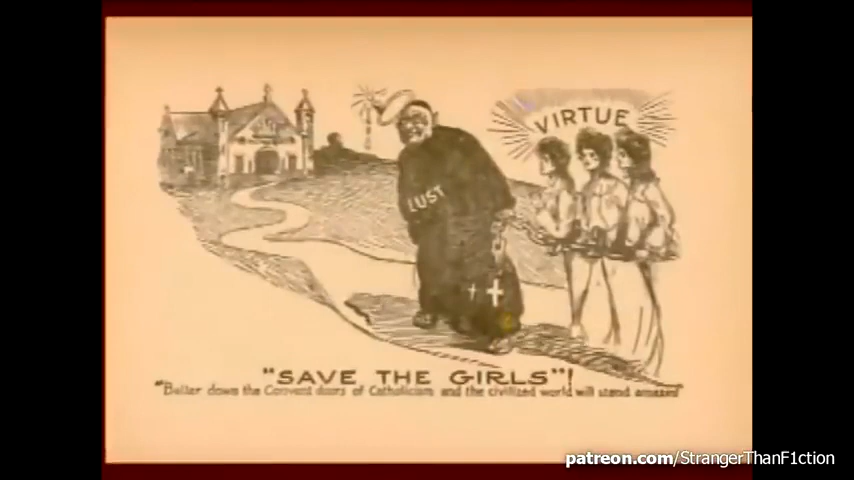 VIRTUE
LUST
"SAVE THE GIRLS"!
"Batter down the Convent doors of Catholicism and the civilized world will stand amazed"
patreon.com/StrangerThanF1ction